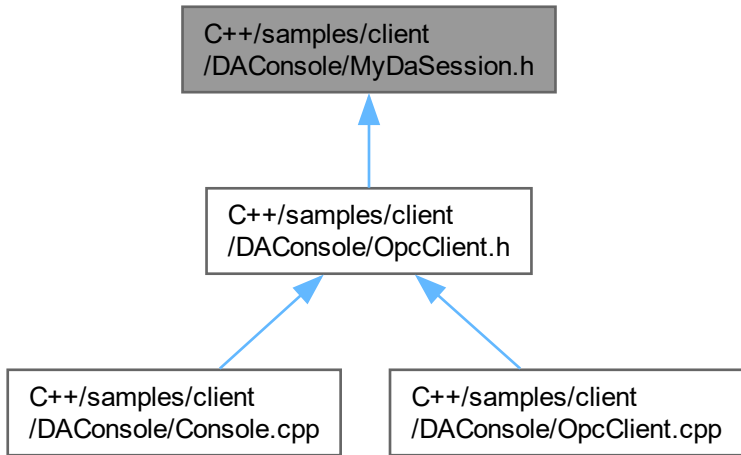 C++/samples/client
/DAConsole/MyDaSession.h
C++/samples/client
/DAConsole/OpcClient.h
C++/samples/client
/DAConsole/Console.cpp
C++/samples/client
/DAConsole/OpcClient.cpp